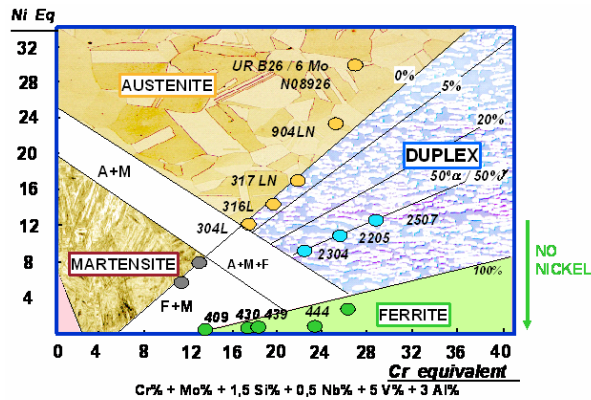 Ni Eq
32
28
24
20
16
12
8
4
AUSTENITE
UR B26 / 6 Mo
N08926
904LN
317 LN
316L
304L
0%
5%
20%
DUPLEX
50%α / 50%γ
2507
2205
2304
A+M
MARTENSITE
A+M+F
F+M
409
430
439
444
FERRITE
100%
NO
NICKEL
0 4 8 12 16 20 24 28 32 36 40
Cr equivalent
Cr% + Mo% + 1,5 Si% + 0,5 Nb% + 5 V% + 3 Al%